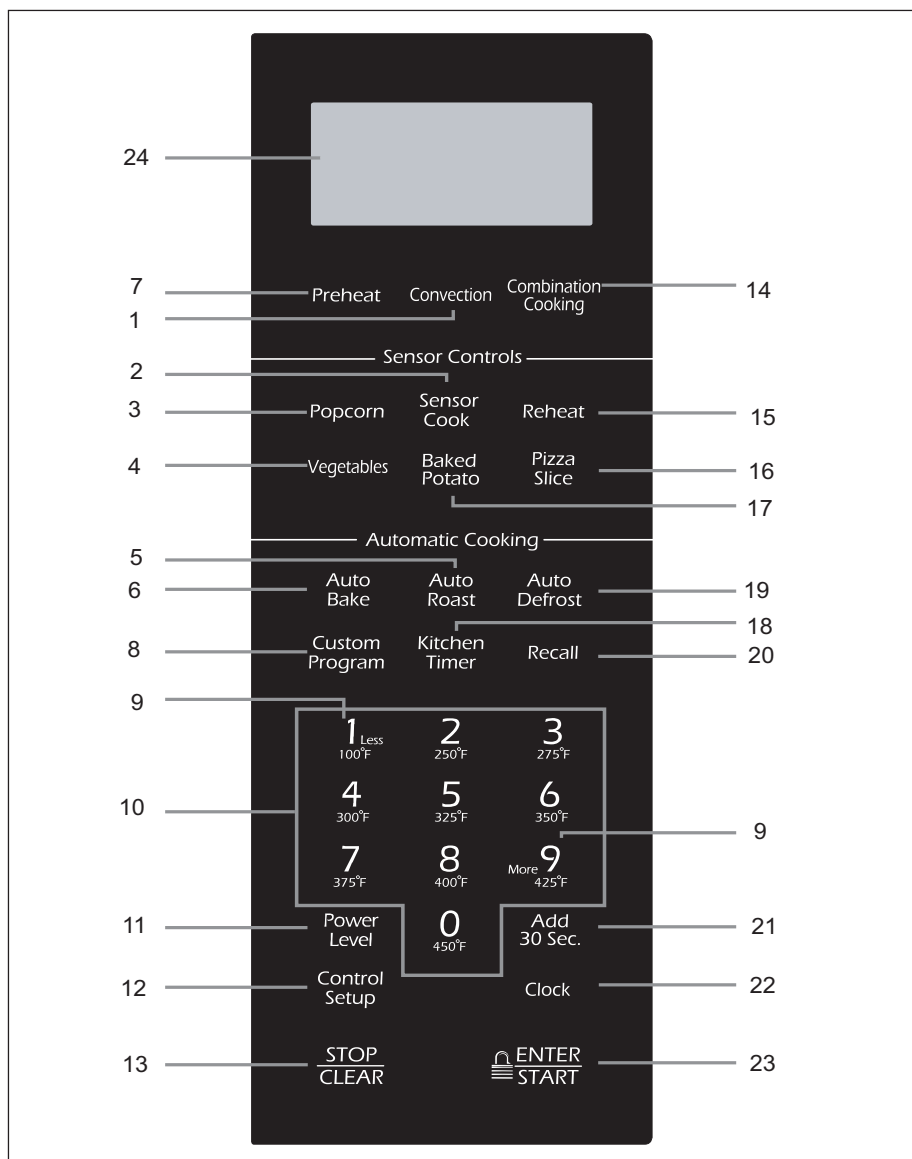 24
7
Preheat
Convection
Combination
Cooking
14
1
Sensor Controls
2
3
Popcorn
Sensor
Cook
Reheat
15
4
Vegetables
Baked
Potato
Pizza
Slice
16
17
Automatic Cooking
5
6
Auto
Bake
Auto
Roast
Auto
Defrost
19
18
8
Custom
Program
Kitchen
Timer
Recall
20
9
1 Less
100°F
2
250°F
3
275°F
10
4
300°F
5
325°F
6
350°F
9
7
375°F
8
400°F
More 9
425°F
11
Power
Level
0
450°F
Add
30 Sec.
21
12
Control
Setup
Clock
22
13
STOP
CLEAR
ENTER
START
23